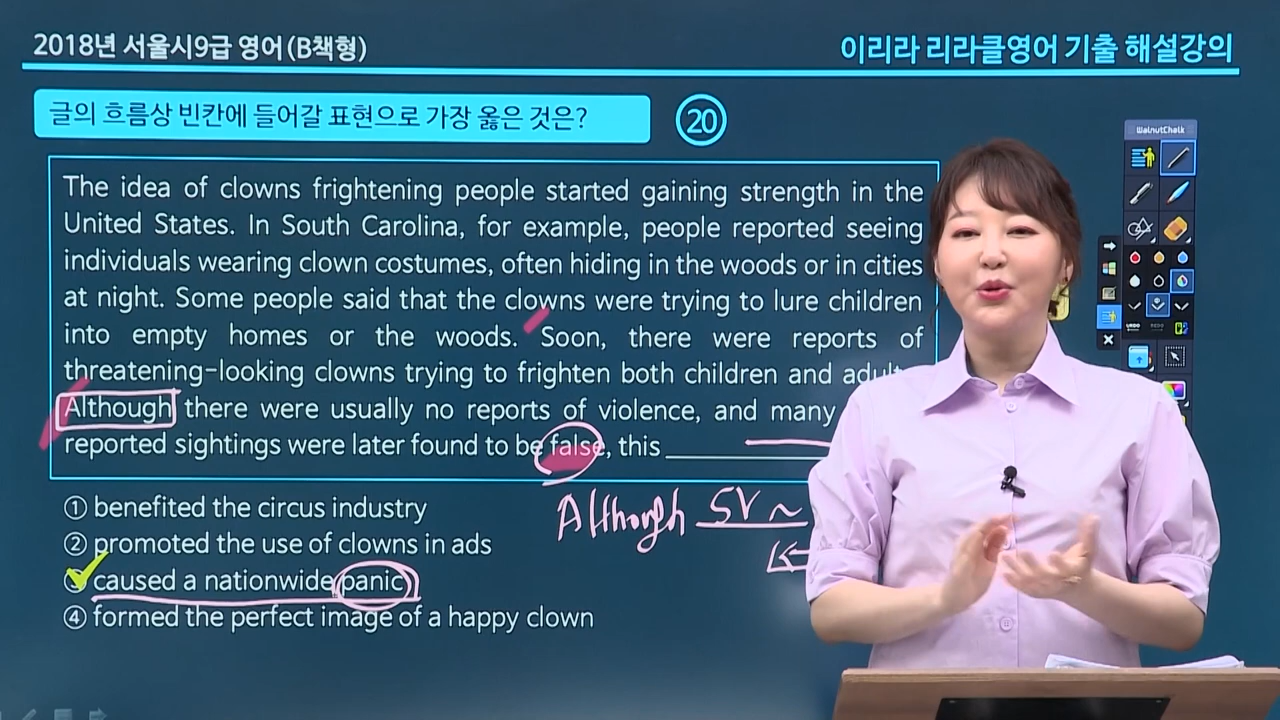 2018년 서울시9급 영어(B책형)
이리라 리라클영어 기출 해설강의
글의 흐름상 빈칸에 들어갈 표현으로 가장 옳은 것은?
20
The idea of clowns frightening people started gaining strength in the
United States. In South Carolina, for example, people reported seeing
individuals wearing clown costumes, often hiding in the woods or in cities
at night. Some people said that the clowns were trying to lure children
into empty homes or the woods. Soon, there were reports of
threatening-looking clowns trying to frighten both children and
Although there were usually no reports of violence, and many
reported sightings were later found to be false, this
① benefited the circus industry
② promoted the use of clowns in ads
③ caused a nationwide panic
④ formed the perfect image of a happy clown
Although SV ~
WalnutChalk
UNDO REDO